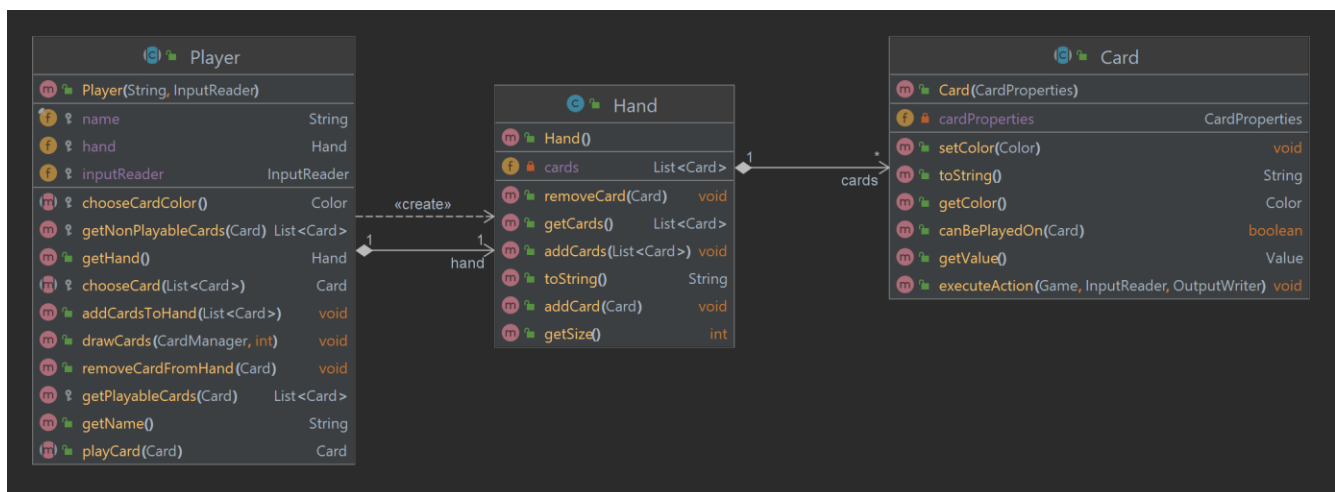 Player
Player(String, InputReader)
name String
hand Hand
inputReader InputReader
chooseCardColor() Color
getNonPlayableCards(Card) List<Card>
getHand() Hand
chooseCard(List<Card>) Card
addCardsToHand(List<Card>) void
drawCards(CardManager, int) void
removeCardFromHand(Card) void
getPlayableCards(Card) List<Card>
getName() String
playCard(Card) Card
«create»
1
1
hand
Hand
Hand()
cards List<Card>
removeCard(Card) void
getCards() List<Card>
addCards(List<Card>) void
toString() String
addCard(Card) void
getSize() int
1
*
cards
Card
Card(CardProperties)
cardProperties CardProperties
setColor(Color) void
toString() String
getColor() Color
canBePlayedOn(Card) boolean
getValue() Value
executeAction(Game, InputReader, OutputWriter) void